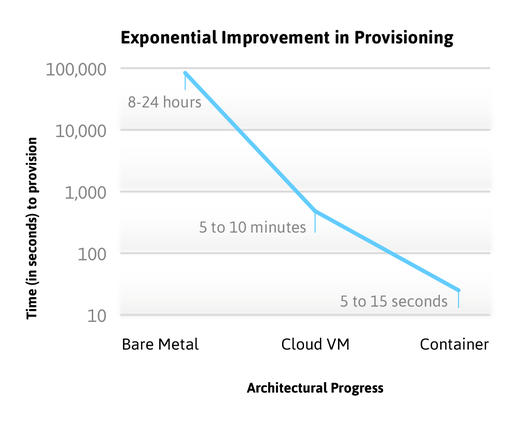 Exponential Improvement in Provisioning
100,000
8-24 hours
10,000
1,000
5 to 10 minutes
100
5 to 15 seconds
10
Time (in seconds) to provision
Bare Metal
Cloud VM
Container
Architectural Progress